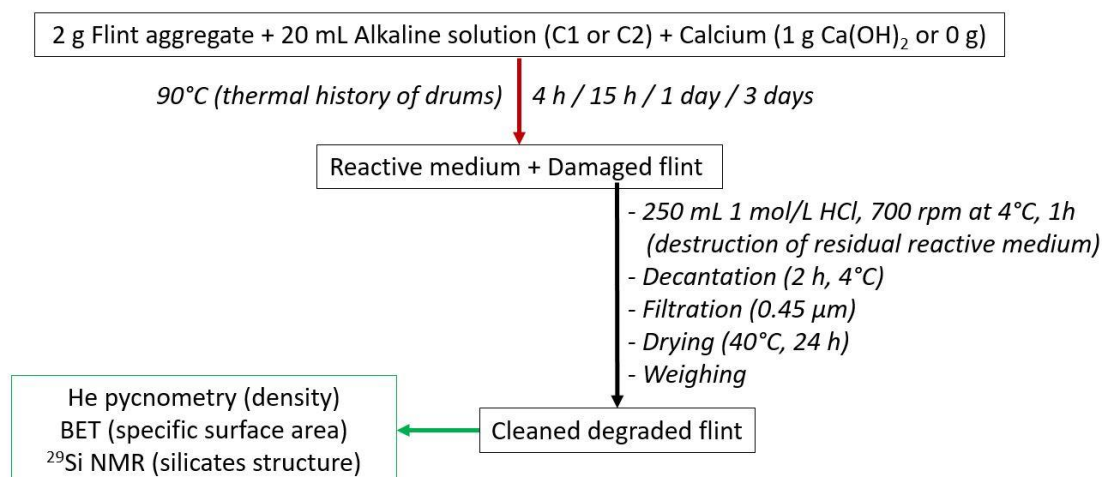 2 g Flint aggregate + 20 mL Alkaline solution (C1 or C2) + Calcium (1 g Ca(OH)₂ or 0 g)
90°C (thermal history of drums) 4 h / 15 h / 1 day / 3 days
Reactive medium + Damaged flint
- 250 mL 1 mol/L HCl, 700 rpm at 4°C, 1h
(destruction of residual reactive medium)
- Decantation (2 h, 4°C)
- Filtration (0.45 µm)
- Drying (40°C, 24 h)
- Weighing
He pycnometry (density)
BET (specific surface area)
²⁹Si NMR (silicates structure)
Cleaned degraded flint